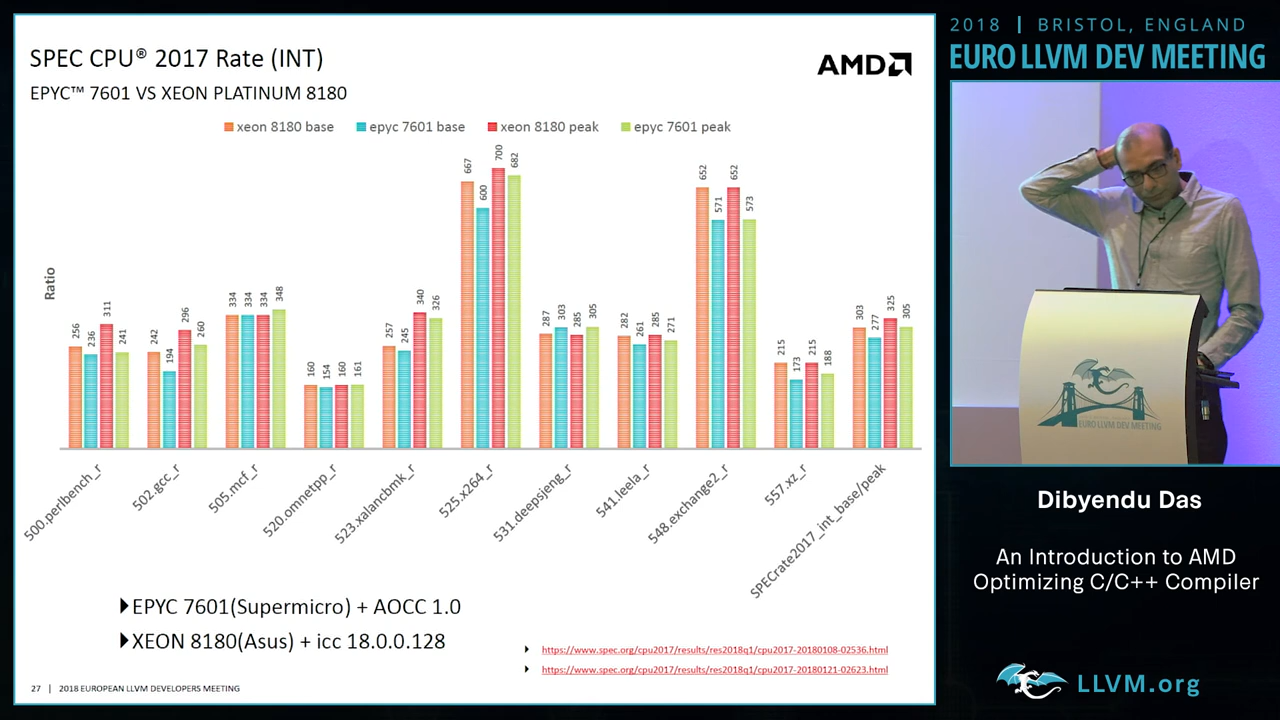 SPEC CPU® 2017 Rate (INT)
AMD
EPYC™ 7601 VS XEON PLATINUM 8180
xeon 8180 base
epyc 7601 base
xeon 8180 peak
epyc 7601 peak
Ratio
256
236
311
241
242
194
296
260
334
334
334
348
160
154
160
161
257
245
340
326
667
600
700
682
287
303
285
305
282
261
285
271
652
571
652
573
215
173
215
188
303
277
325
305
500.perlbench_r
502.gcc_r
505.mcf_r
520.omnetpp_r
523.xalancbmk_r
525.x264_r
531.deepsjeng_r
541.leela_r
548.exchange2_r
557.xz_r
SPECrate2017_int_base/peak
EPYC 7601(Supermicro) + AOCC 1.0
XEON 8180(Asus) + icc 18.0.0.128
https://www.spec.org/cpu2017/results/res2018q1/cpu2017-20180108-02536.html
https://www.spec.org/cpu2017/results/res2018q1/cpu2017-20180121-02623.html
27 | 2018 EUROPEAN LLVM DEVELOPERS MEETING
2018 | BRISTOL, ENGLAND
EURO LLVM DEV MEETING
EURO LLVM DEV MEETING
Dibyendu Das
An Introduction to AMD
Optimizing C/C++ Compiler
LLVM.org